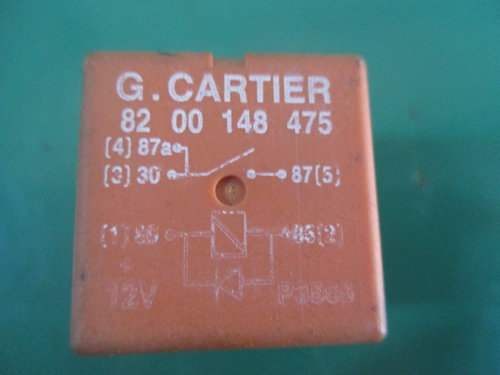 G. CARTIER
82 00 148 475
(4) 87a
(3) 30 87(5)
(1) 86 85(2)
+
12V